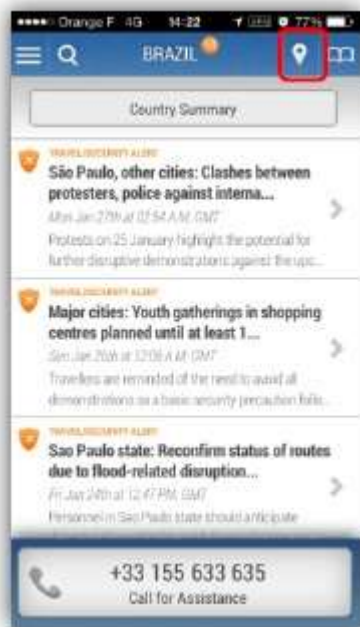 Orange F 4G 14:22 77%
BRAZIL
Country Summary
TRAVEL SECURITY ALERT
São Paulo, other cities: Clashes between
protesters, police against interna...
Mon Jan 27th at 02:54 A.M. GMT
Protests on 25 January highlight the potential for
further disruptive demonstrations against the upc...
TRAVEL SECURITY ALERT
Major cities: Youth gatherings in shopping
centres planned until at least 1...
Sun Jan 26th at 12:06 A.M. GMT
Travellers are reminded of the need to avoid all
demonstrations as a basic security precaution
TRAVEL SECURITY ALERT
Sao Paulo state: Reconfirm status of routes
due to flood-related disruption...
Fri Jan 24th at 12:47 P.M. GMT
Personnel in Sao Paulo state should anticipate
+33 155 633 635
Call for Assistance